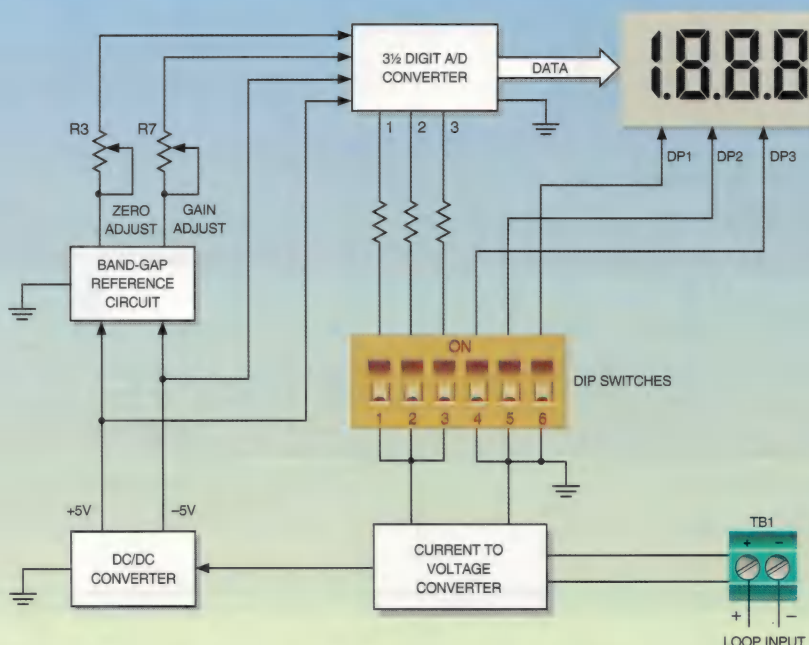 3½ DIGIT A/D
CONVERTER
DATA
1.8.8.8
R3
R7
1 2 3
DP1
DP2
DP3
ZERO
ADJUST
GAIN
ADJUST
BAND-GAP
REFERENCE
CIRCUIT
ON
DIP SWITCHES
1 2 3 4 5 6
+5V
–5V
DC/DC
CONVERTER
CURRENT TO
VOLTAGE
CONVERTER
TB1
+ –
+ –
LOOP INPUT